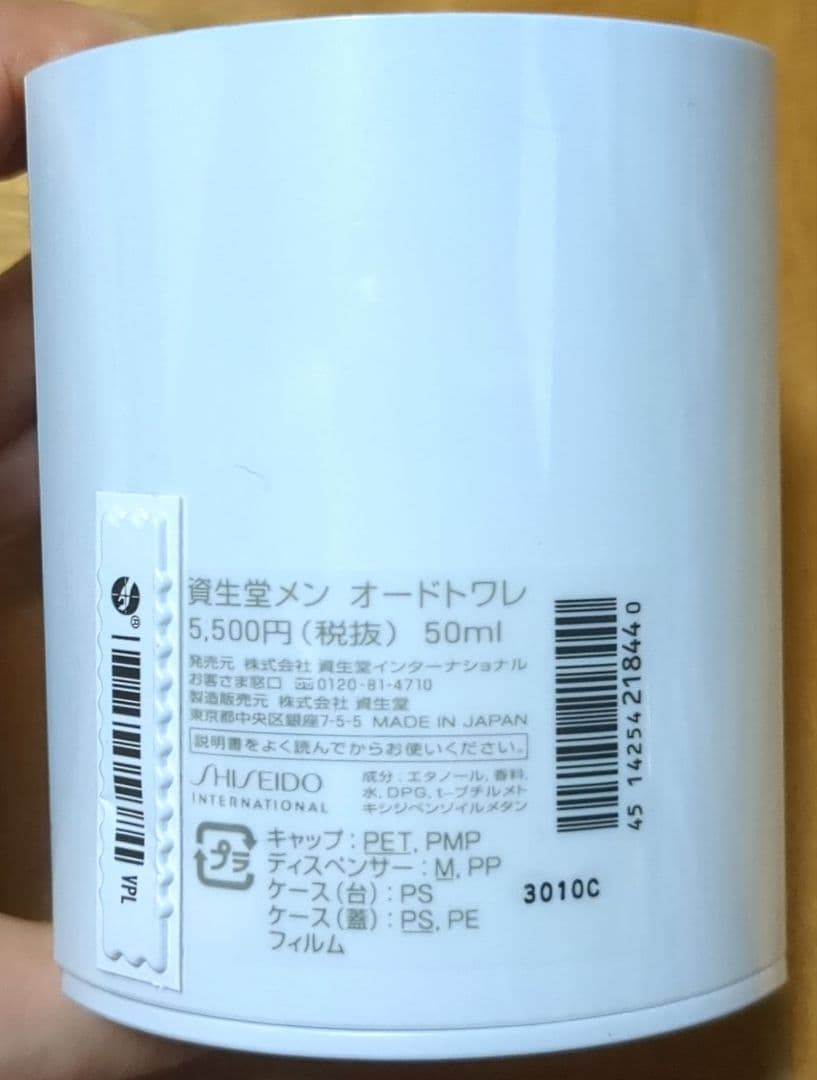 資生堂メン オードトワレ
5,500円(税抜) 50ml
発売元 株式会社 資生堂インターナショナル
お客さま窓口 0120-81-4710
製造販売元 株式会社 資生堂
東京都中央区銀座7-5-5 MADE IN JAPAN
説明書をよく読んでからお使いください。
SHISEIDO
INTERNATIONAL
成分:エタノール,香料,
水,DPG,t-ブチルメト
キシジベンゾイルメタン
プラ
キャップ:PET,PMP
ディスペンサー:M,PP
ケース(台):PS
ケース(蓋):PS,PE
フィルム
3010C
45 14254 21844 0
VPL
®